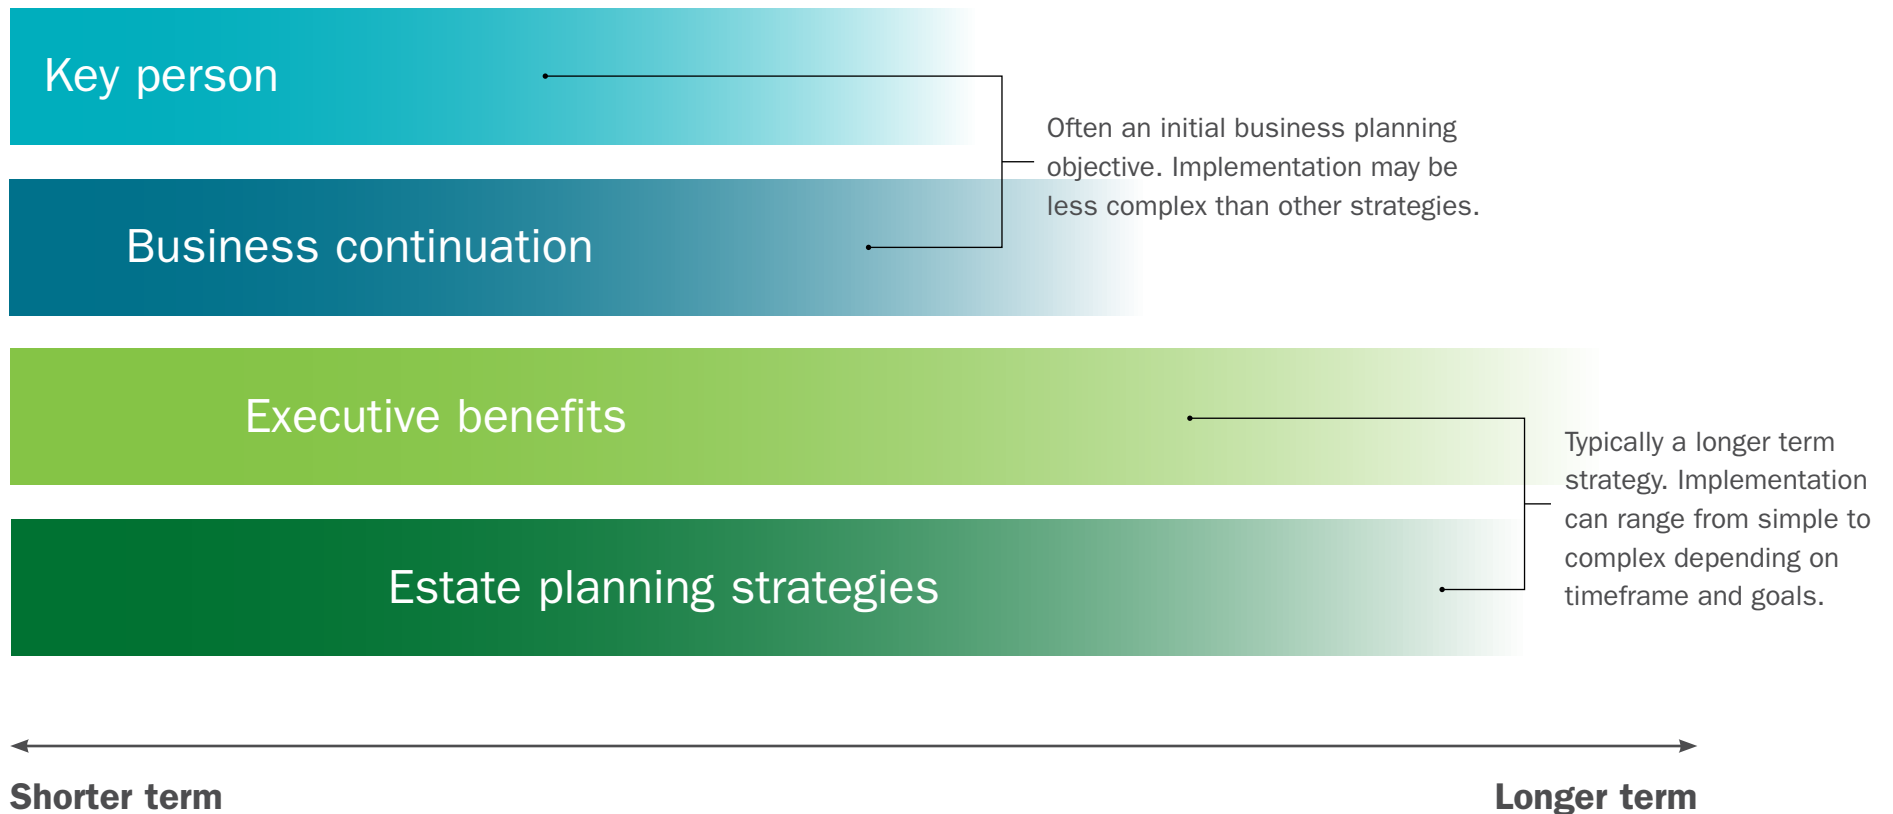 Key person
Often an initial business planning
objective. Implementation may be
less complex than other strategies.
Business continuation
Executive benefits
Typically a longer term
strategy. Implementation
can range from simple to
complex depending on
timeframe and goals.
Estate planning strategies
Shorter term
Longer term